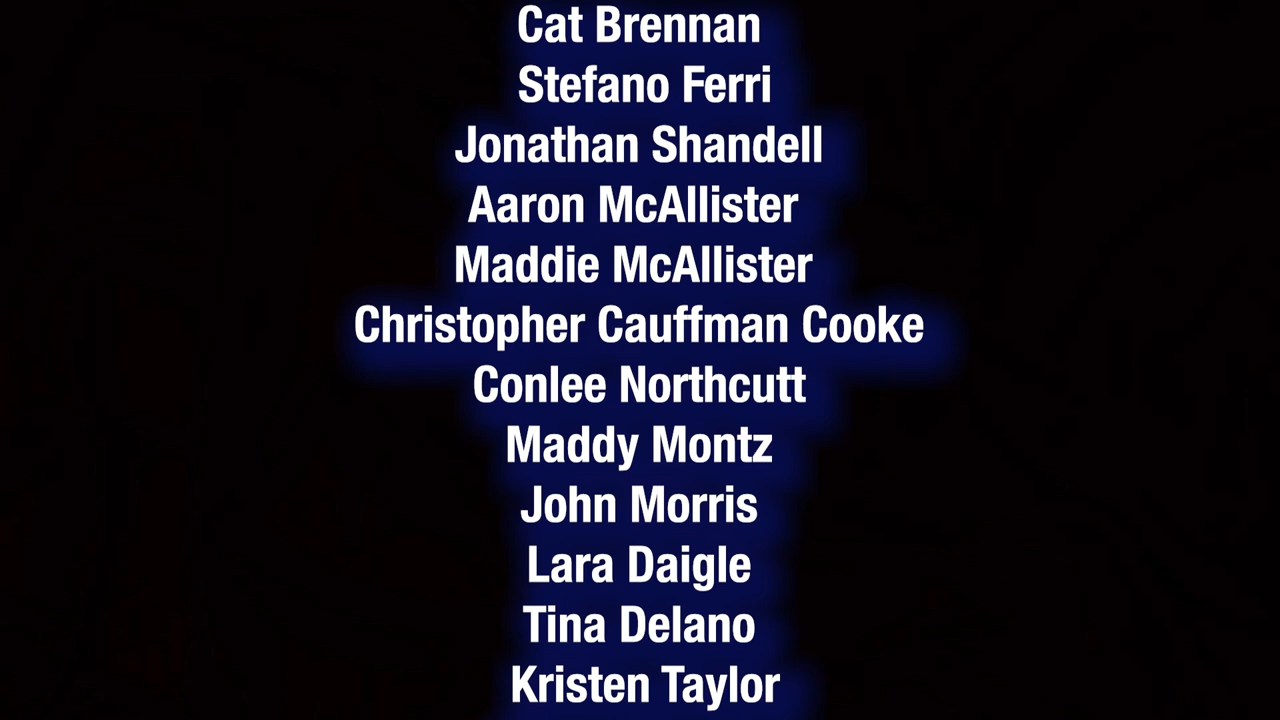 Cat Brennan
Stefano Ferri
Jonathan Shandell
Aaron McAllister
Maddie McAllister
Christopher Cauffman Cooke
Conlee Northcutt
Maddy Montz
John Morris
Lara Daigle
Tina Delano
Kristen Taylor